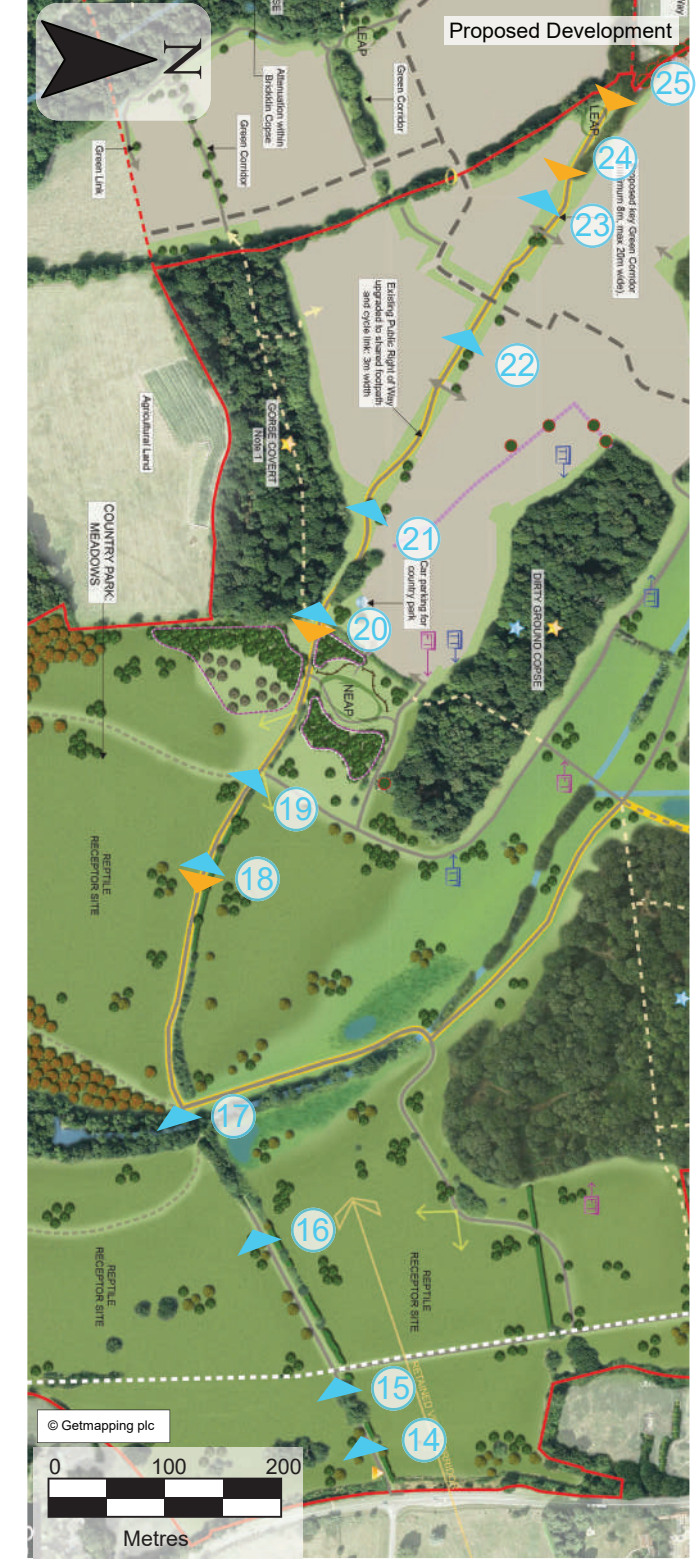 Proposed Development
N
Way
25
LEAP
LEAP
Green Corridor
Attenuation within
Brickkiln Copse
Green Corridor
Green Link
24
Proposed key Green Corridor
max 20m wide).
23
Existing Public Right of Way
upgraded to shared footpath
and cycle link: 3m width
22
GORSE COVERT
Note 1
Agricultural Land
21
Car parking for
country park
DIRTY GROUND COPSE
COUNTRY PARK:
MEADOWS
20
NEAP
19
18
REPTILE
RECEPTOR SITE
17
16
REPTILE
RECEPTOR SITE
REPTILE
RECEPTOR SITE
15
RETAINED
14
© Getmapping plc
0 100 200
Metres